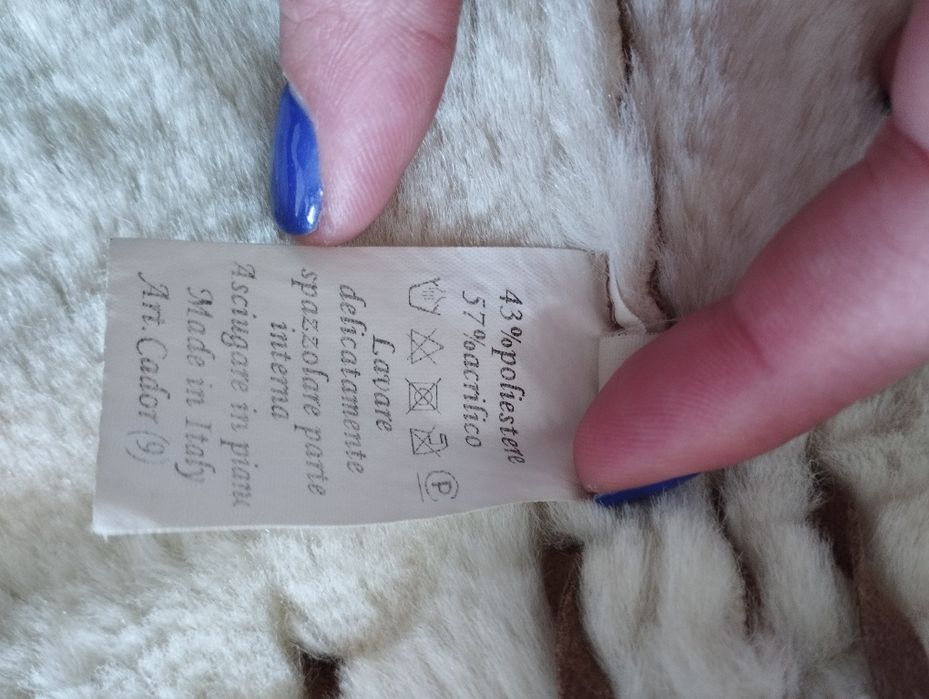 43%poliestere
57%acrilico
P
Lavare
delicatamente
spazzolare parte
interna
Asciugare in piano
Made in Italy
Art.Cador (9)